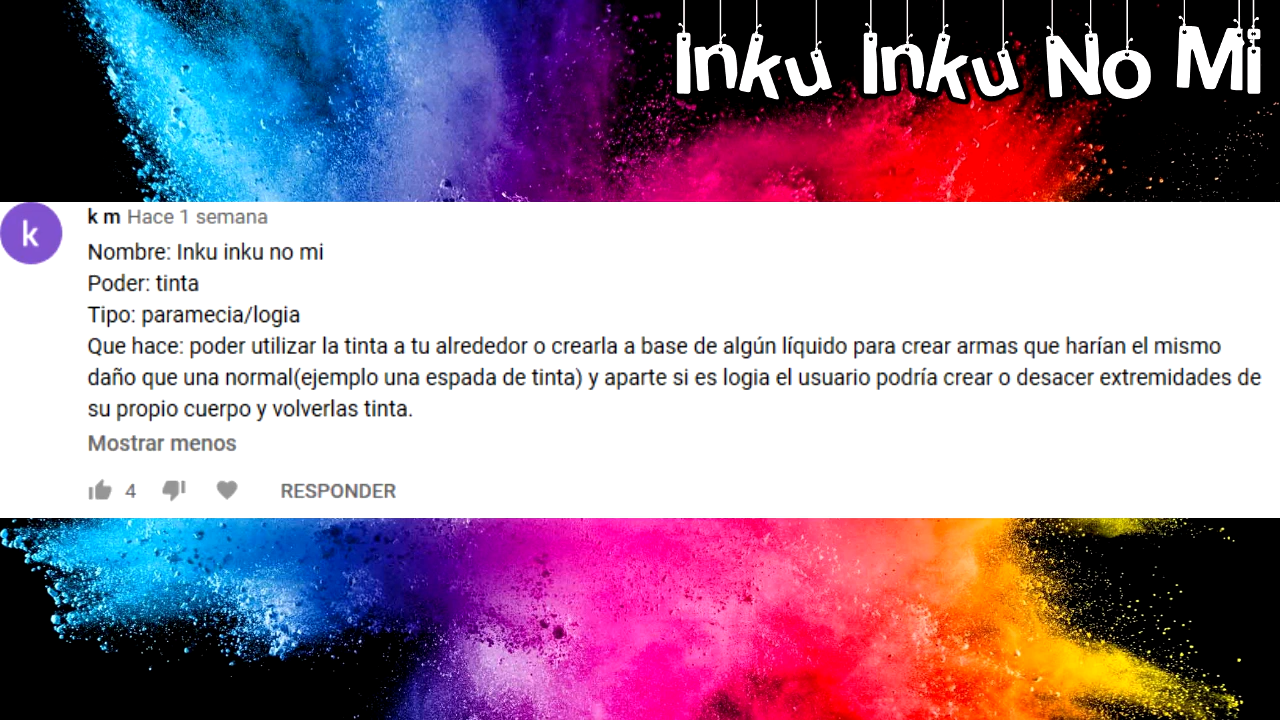 Inku Inku No Mi
k
k m Hace 1 semana
Nombre: Inku inku no mi
Poder: tinta
Tipo: paramecia/logia
Que hace: poder utilizar la tinta a tu alrededor o crearla a base de algún líquido para crear armas que harían el mismo
daño que una normal(ejemplo una espada de tinta) y aparte si es logia el usuario podría crear o desacer extremidades de
su propio cuerpo y volverlas tinta.
Mostrar menos
4
RESPONDER